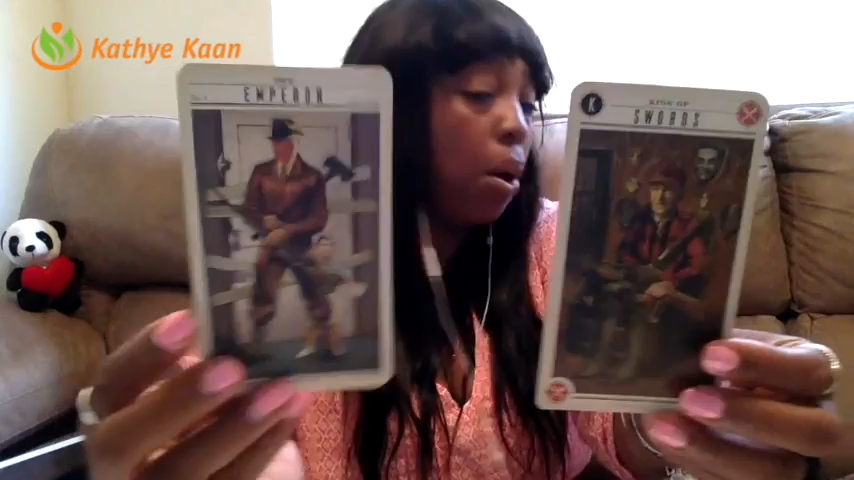 Kathye Kaan
EMPEROR
K
KING OF
SWORDS